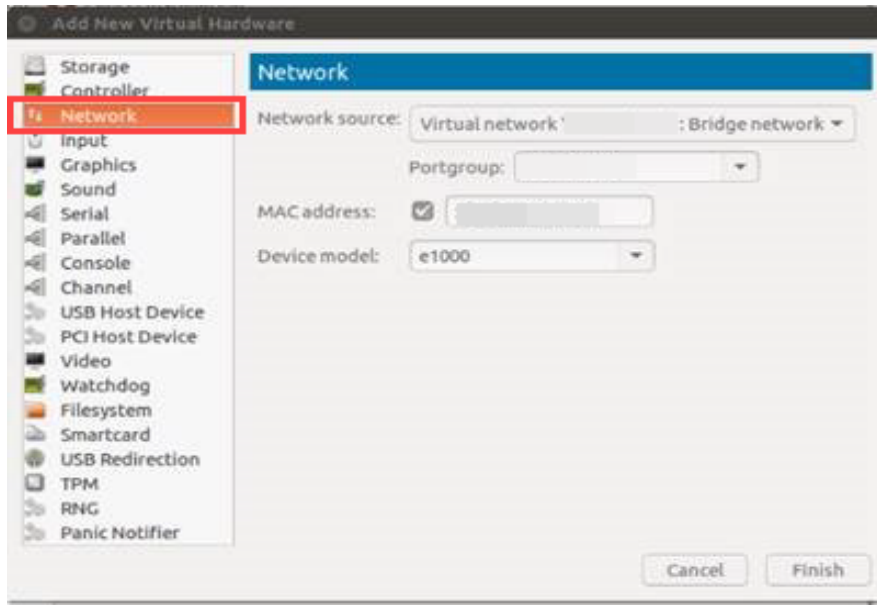 Add New Virtual Hardware
Storage
Controller
Network
Input
Graphics
Sound
Serial
Parallel
Console
Channel
USB Host Device
PCI Host Device
Video
Watchdog
Filesystem
Smartcard
USB Redirection
TPM
RNG
Panic Notifier
Network
Network source: Virtual network ' : Bridge network
Portgroup:
MAC address:
Device model: e1000
Cancel Finish